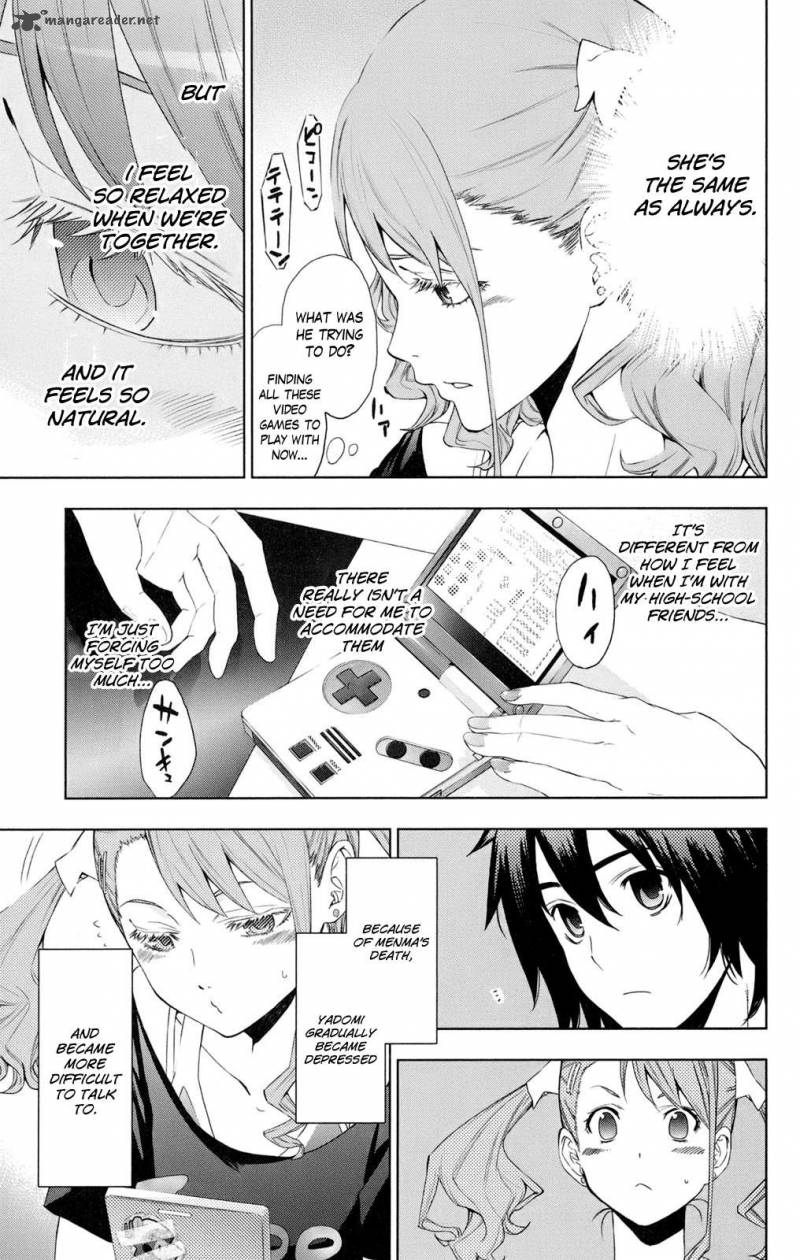 mangareader.net
SHE'S
THE SAME
AS ALWAYS.
ピコーン
テテテーン
WHAT WAS
HE TRYING
TO DO?
FINDING
ALL THESE
VIDEO
GAMES TO
PLAY WITH
NOW...
ハァ
BUT
I FEEL
SO RELAXED
WHEN WE'RE
TOGETHER.
AND IT
FEELS SO
NATURAL.
IT'S
DIFFERENT FROM
HOW I FEEL
WHEN I'M WITH
MY HIGH-SCHOOL
FRIENDS...
ハイ
THERE
REALLY ISN'T A
NEED FOR ME TO
ACCOMMODATE
THEM
I'M JUST
FORCING
MYSELF TOO
MUCH...
サンキュ
BECAUSE
OF MENMA'S
DEATH,
YADOMI
GRADUALLY
BECAME
DEPRESSED
AND
BECAME
MORE
DIFFICULT
TO TALK
TO.